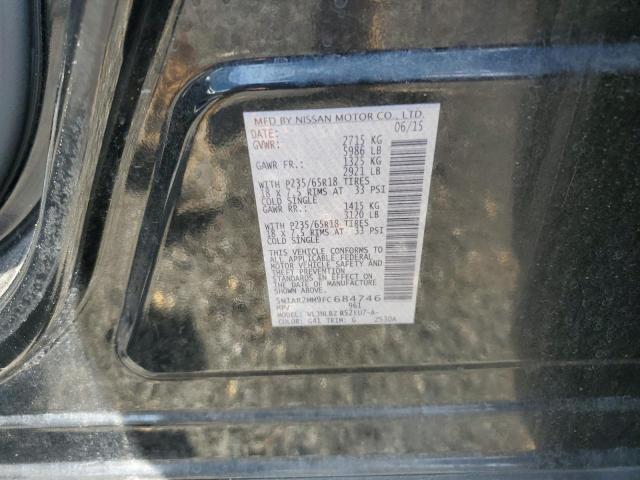 MFD BY NISSAN MOTOR CO., LTD.
DATE: 06/15
GVWR: 2715 KG
5986 LB
GAWR FR.: 1325 KG
2921 LB
WITH P235/65R18 TIRES
18 x 7.5 RIMS AT 33 PSI
COLD SINGLE
GAWR RR.: 1415 KG
3120 LB
WITH P235/65R18 TIRES
18 x 7.5 RIMS AT 33 PSI
COLD SINGLE
THIS VEHICLE CONFORMS TO
ALL APPLICABLE FEDERAL
MOTOR VEHICLE SAFETY AND
THEFT PREVENTION
STANDARDS IN EFFECT ON
THE DATE OF MANUFACTURE
SHOWN ABOVE.
5N1AR2MM9FC684746
MPV 961
MODEL:
COLOR: G41 TRIM: G 2530A